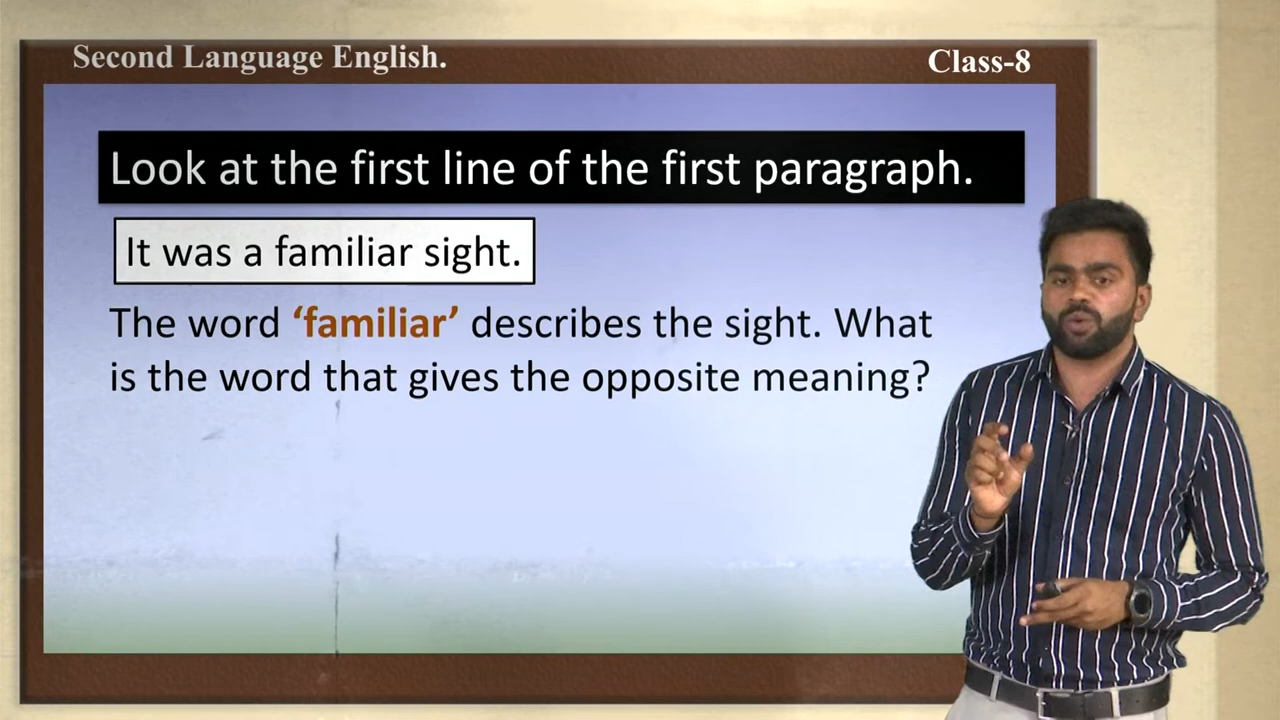 Second Language English.
Class-8
Look at the first line of the first paragraph.
It was a familiar sight.
The word ‘familiar’ describes the sight. What
is the word that gives the opposite meaning?